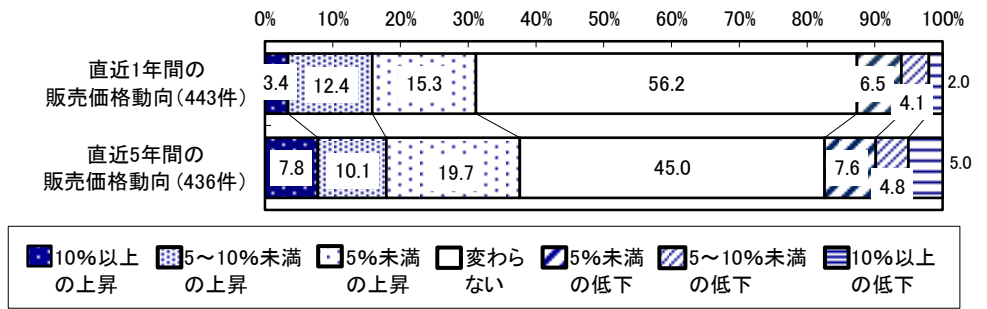 0% 10% 20% 30% 40% 50% 60% 70% 80% 90% 100%
直近1年間の
販売価格動向(443件)
3.4 12.4 15.3 56.2 6.5 4.1 2.0
直近5年間の
販売価格動向(436件)
7.8 10.1 19.7 45.0 7.6 4.8 5.0
10%以上の上昇
5～10%未満の上昇
5%未満の上昇
変わらない
5%未満の低下
5～10%未満の低下
10%以上の低下